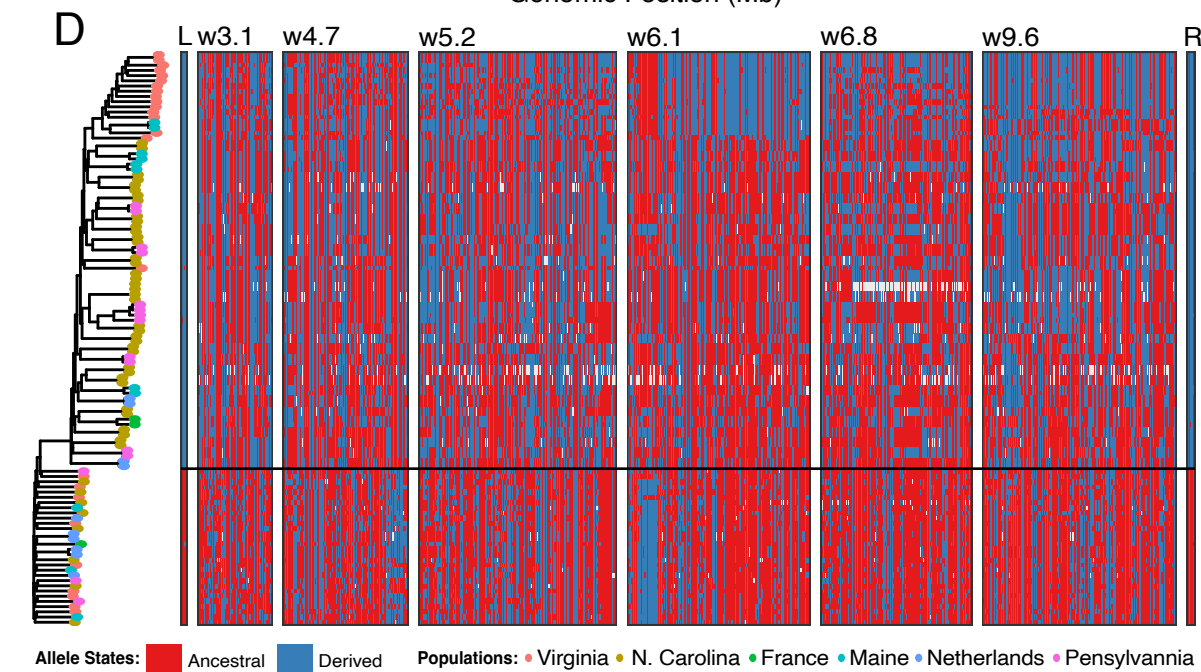 Genomic Position (Mb)
D
L w3.1 w4.7 w5.2 w6.1 w6.8 w9.6 R
Allele States: Ancestral Derived Populations: Virginia N. Carolina France Maine Netherlands Pensylvannia